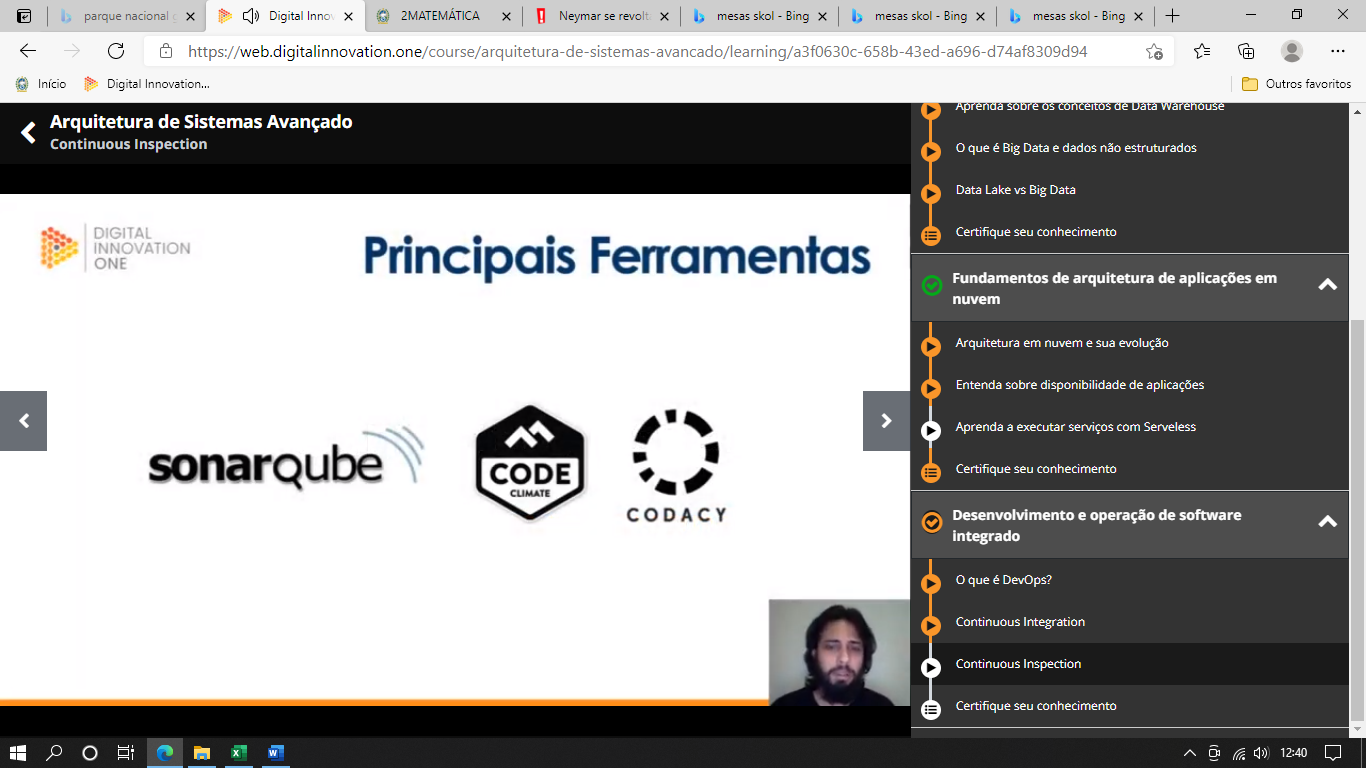 parque nacional g
Digital Innov
2MATEMÁTICA
Neymar se revolt
mesas skol - Bing
mesas skol - Bing
mesas skol - Bing
https://web.digitalinnovation.one/course/arquitetura-de-sistemas-avancado/learning/a3f0630c-658b-43ed-a696-d74af8309d94
Início
Digital Innovation...
Outros favoritos
Arquitetura de Sistemas Avançado
Continuous Inspection
DIGITAL
INNOVATION
ONE
Principais Ferramentas
sonarqube
CODE
CLIMATE
CODACY
Aprenda sobre os conceitos de Data Warehouse
O que é Big Data e dados não estruturados
Data Lake vs Big Data
Certifique seu conhecimento
Fundamentos de arquitetura de aplicações em
nuvem
Arquitetura em nuvem e sua evolução
Entenda sobre disponibilidade de aplicações
Aprenda a executar serviços com Serveless
Certifique seu conhecimento
Desenvolvimento e operação de software
integrado
O que é DevOps?
Continuous Integration
Continuous Inspection
Certifique seu conhecimento
12:40